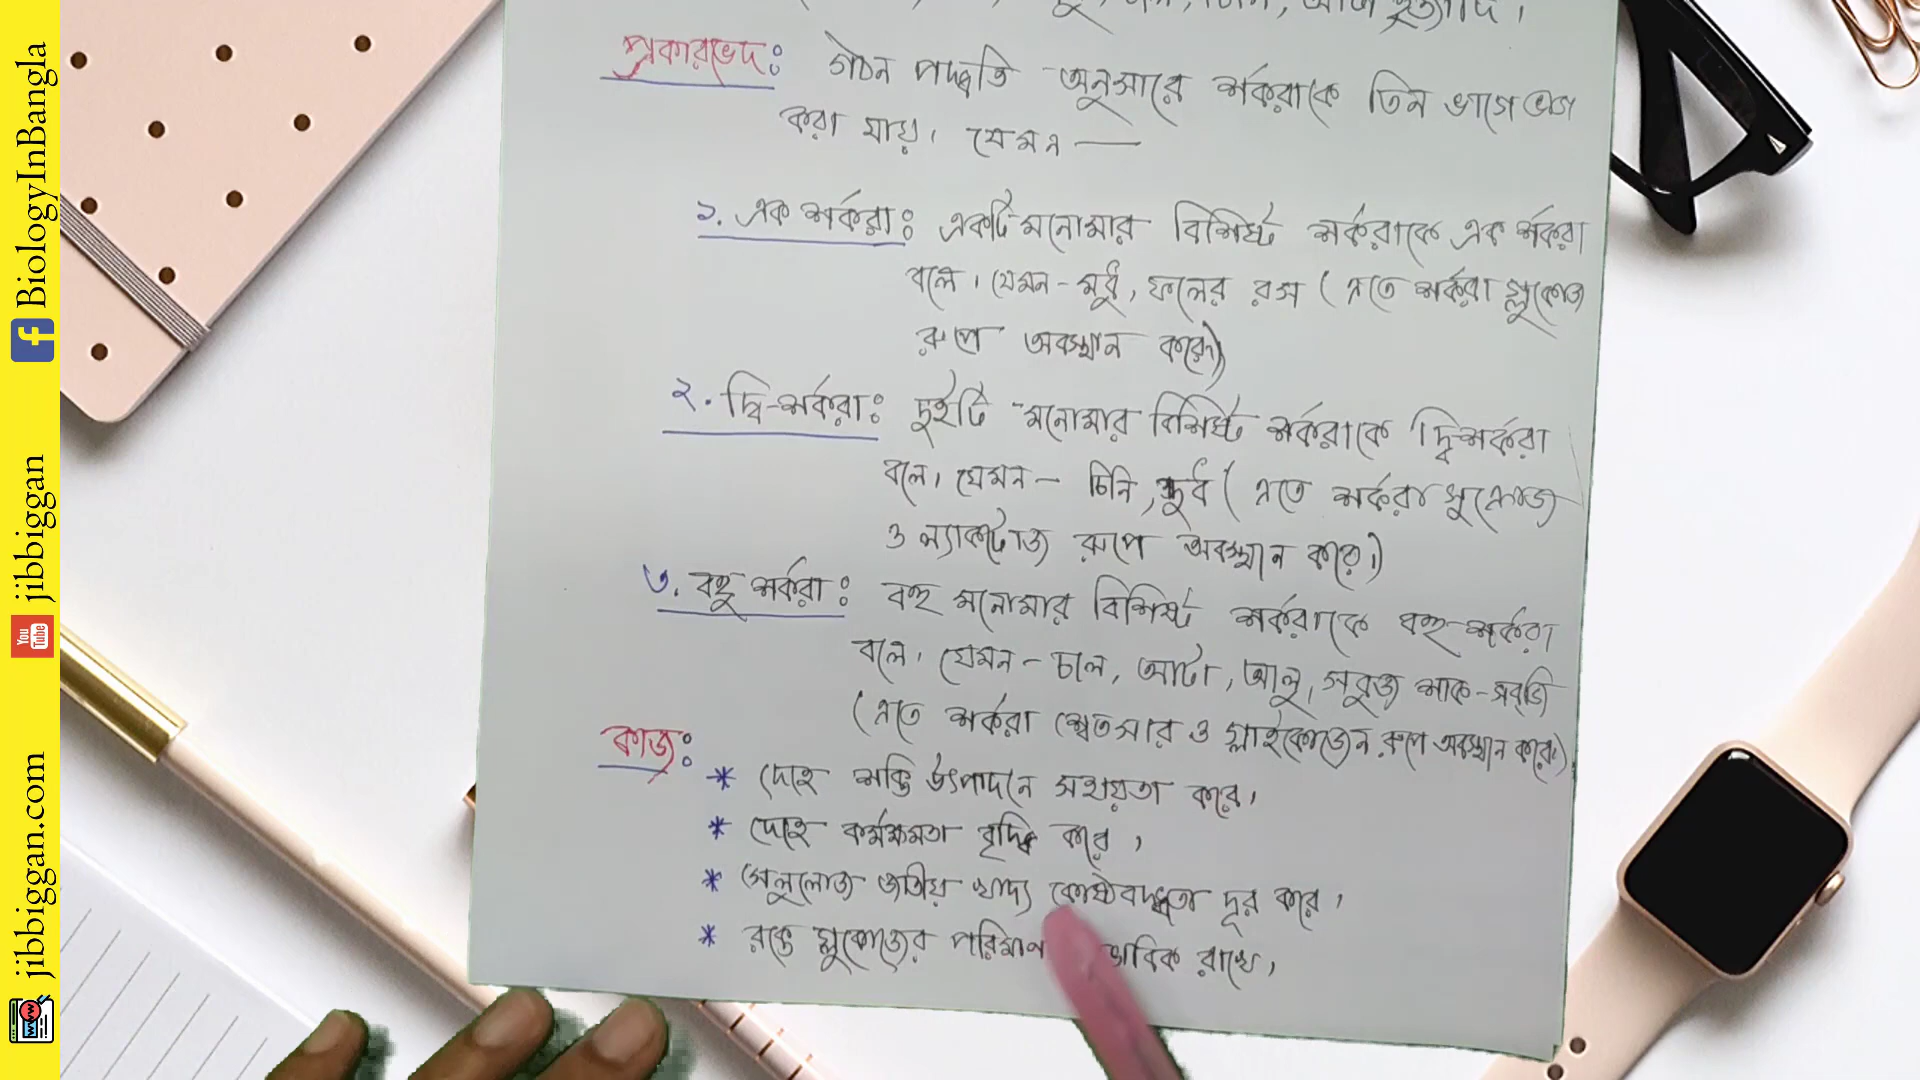 প্রকারভেদঃ গঠন পদ্ধতি অনুসারে শর্করাকে তিন ভাগে ভাগ
করা যায়। যেমন —
১. এক শর্করাঃ একটি মনোমার বিশিষ্ট শর্করাকে এক শর্করা
বলে। যেমন - মধু, ফলের রস ( এতে শর্করা গ্লুকোজ
রুপে অবস্থান করে।)
২. দ্বি-শর্করাঃ দুইটি মনোমার বিশিষ্ট শর্করাকে দ্বি-শর্করা
বলে। যেমন - চিনি, দুধ ( এতে শর্করা সুক্রোজ
ও ল্যাকটোজ রুপে অবস্থান করে।)
৩. বহু শর্করাঃ বহু মনোমার বিশিষ্ট শর্করাকে বহু-শর্করা
বলে। যেমন - চাল, আটা, আলু, সবুজ শাক-সবজি
( এতে শর্করা শ্বেতসার ও গ্লাইকোজেন রুপে অবস্থান করে।)
কাজঃ
* দেহে শক্তি উৎপাদনে সহায়তা করে।
* দেহে কর্মক্ষমতা বৃদ্ধি করে।
* সেলুলোজ জাতীয় খাদ্য কোষ্ঠবদ্ধতা দূর করে।
* রক্তে গ্লুকোজের পরিমান ভাবিক রাখে।
BiologyInBangla
jibbiggan
You Tube
jibbiggan.com
www